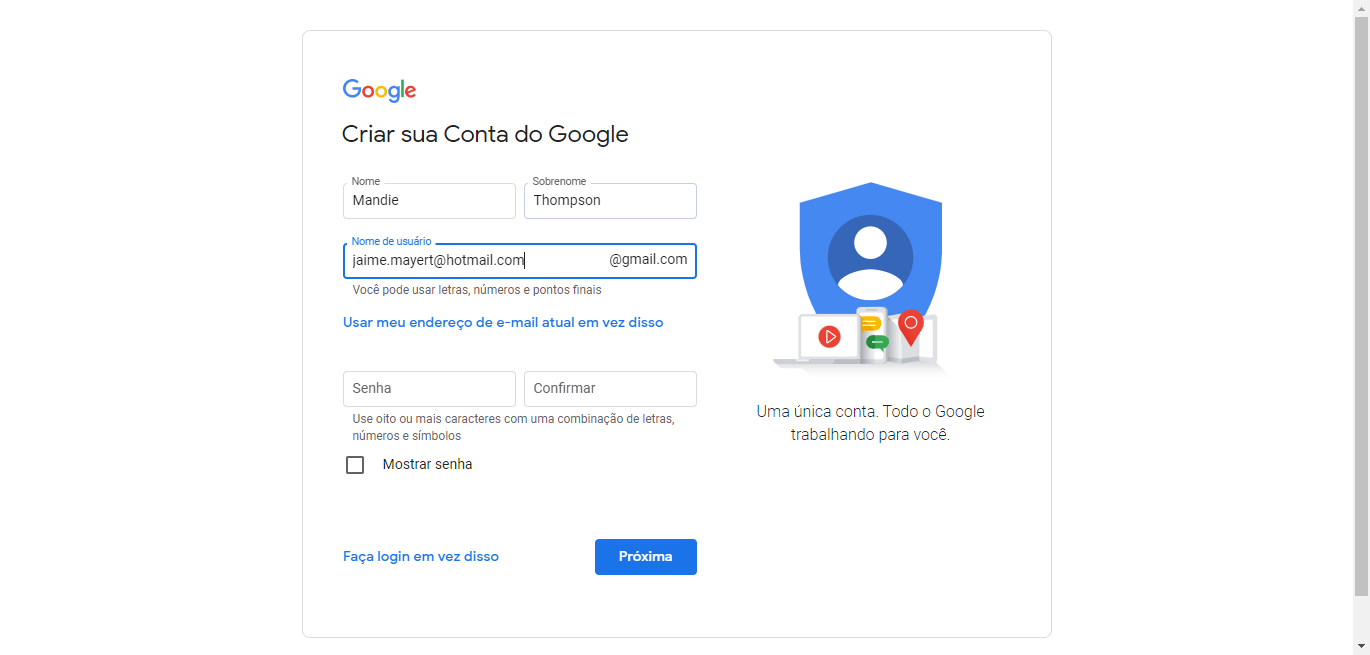 Google
Criar sua Conta do Google
Nome
Mandie
Sobrenome
Thompson
Nome de usuário
jaime.mayert@hotmail.com @gmail.com
Você pode usar letras, números e pontos finais
Usar meu endereço de e-mail atual em vez disso
Senha
Confirmar
Use oito ou mais caracteres com uma combinação de letras,
números e símbolos
Mostrar senha
Faça login em vez disso
Próxima
Uma única conta. Todo o Google
trabalhando para você.